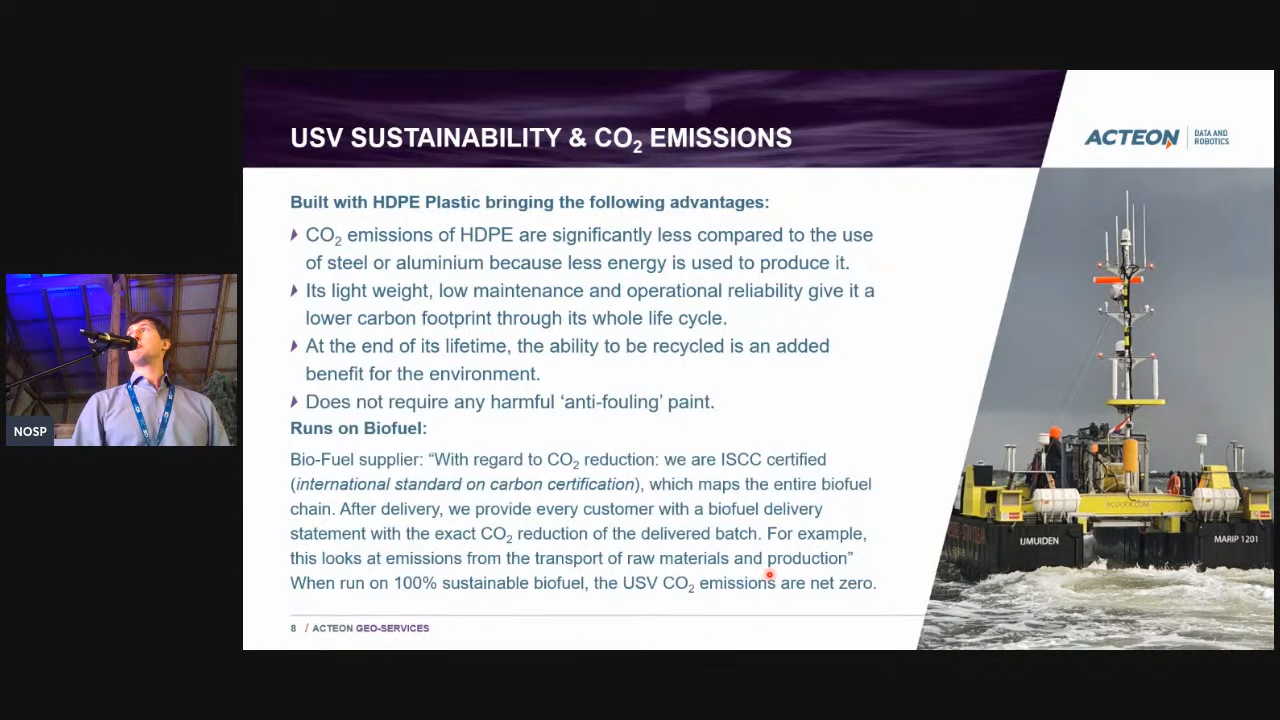 USV SUSTAINABILITY & CO₂ EMISSIONS
ACTEON
DATA AND
ROBOTICS
Built with HDPE Plastic bringing the following advantages:
CO₂ emissions of HDPE are significantly less compared to the use
of steel or aluminium because less energy is used to produce it.
Its light weight, low maintenance and operational reliability give it a
lower carbon footprint through its whole life cycle.
At the end of its lifetime, the ability to be recycled is an added
benefit for the environment.
Does not require any harmful ‘anti-fouling’ paint.
Runs on Biofuel:
Bio-Fuel supplier: “With regard to CO₂ reduction: we are ISCC certified
(international standard on carbon certification), which maps the entire biofuel
chain. After delivery, we provide every customer with a biofuel delivery
statement with the exact CO₂ reduction of the delivered batch. For example,
this looks at emissions from the transport of raw materials and production”
When run on 100% sustainable biofuel, the USV CO₂ emissions are net zero.
8 / ACTEON GEO-SERVICES
NOSP
IJMUIDEN
MARIP 1201